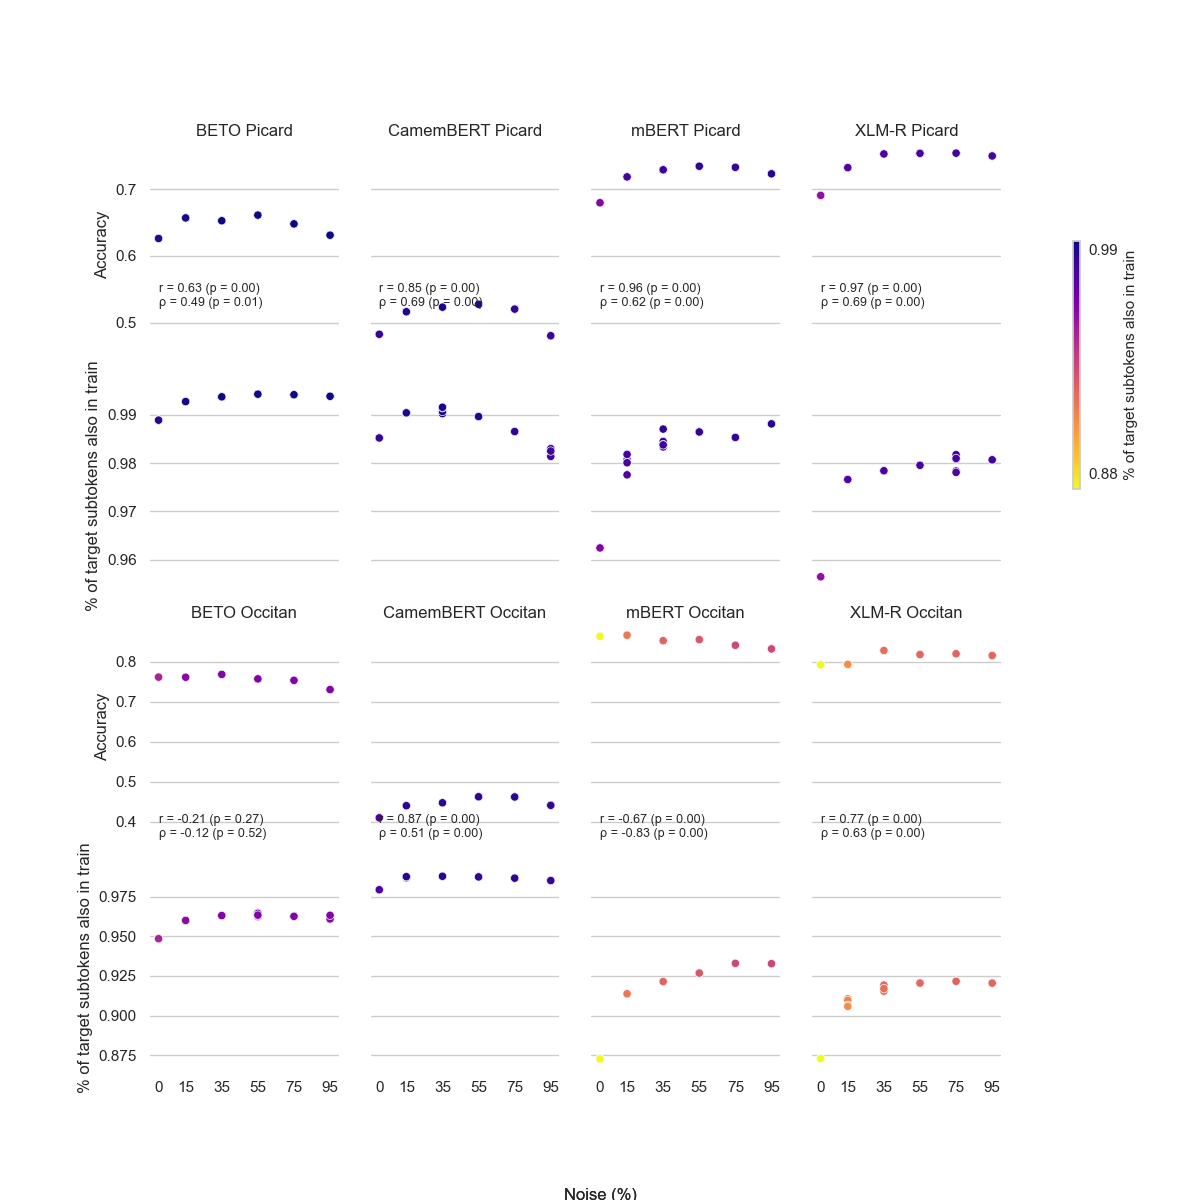 BETO Picard
CamemBERT Picard
mBERT Picard
XLM-R Picard
Accuracy
0.7
0.6
0.5
r = 0.63 (p = 0.00)
ρ = 0.49 (p = 0.01)
r = 0.85 (p = 0.00)
ρ = 0.69 (p = 0.00)
r = 0.96 (p = 0.00)
ρ = 0.62 (p = 0.00)
r = 0.97 (p = 0.00)
ρ = 0.69 (p = 0.00)
0.99
0.88
% of target subtokens also in train
% of target subtokens also in train
0.99
0.98
0.97
0.96
BETO Occitan
CamemBERT Occitan
mBERT Occitan
XLM-R Occitan
Accuracy
0.8
0.7
0.6
0.5
0.4
r = -0.21 (p = 0.27)
ρ = -0.12 (p = 0.52)
r = 0.87 (p = 0.00)
ρ = 0.51 (p = 0.00)
r = -0.67 (p = 0.00)
ρ = -0.83 (p = 0.00)
r = 0.77 (p = 0.00)
ρ = 0.63 (p = 0.00)
% of target subtokens also in train
0.975
0.950
0.925
0.900
0.875
0 15 35 55 75 95
0 15 35 55 75 95
0 15 35 55 75 95
0 15 35 55 75 95
Noise (%)